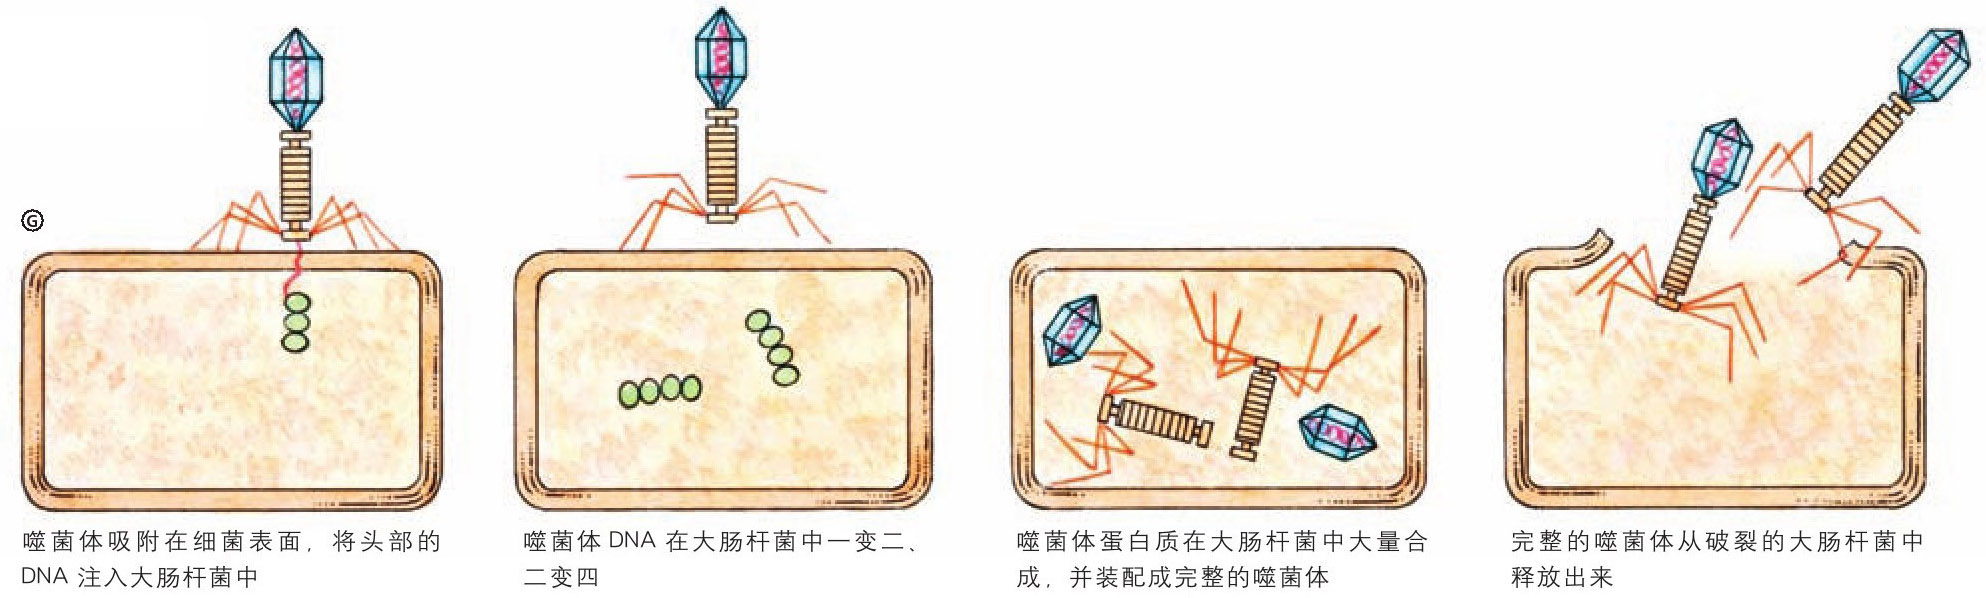 G
噬菌体吸附在细菌表面，将头部的
DNA 注入大肠杆菌中
噬菌体 DNA 在大肠杆菌中一变二、
二变四
噬菌体蛋白质在大肠杆菌中大量合
成，并装配成完整的噬菌体
完整的噬菌体从破裂的大肠杆菌中
释放出来